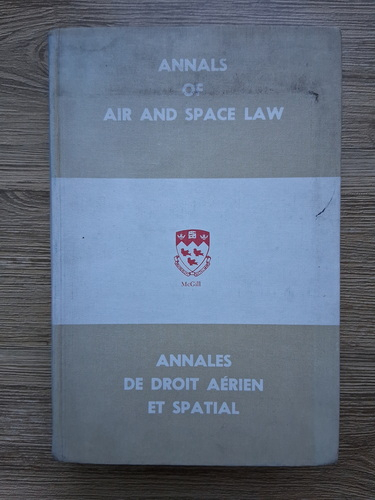 ANNALS
OF
AIR AND SPACE LAW
McGill
ANNALES
DE DROIT AÉRIEN
ET SPATIAL